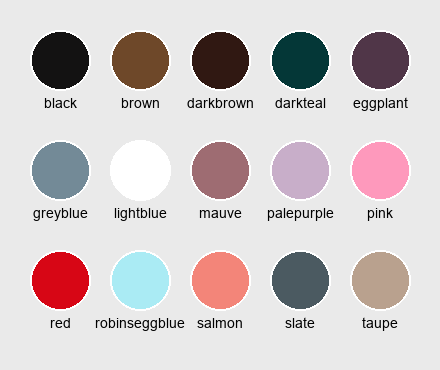 black brown darkbrown darkteal eggplant
greyblue lightblue mauve palepurple pink
red robinseggblue salmon slate taupe